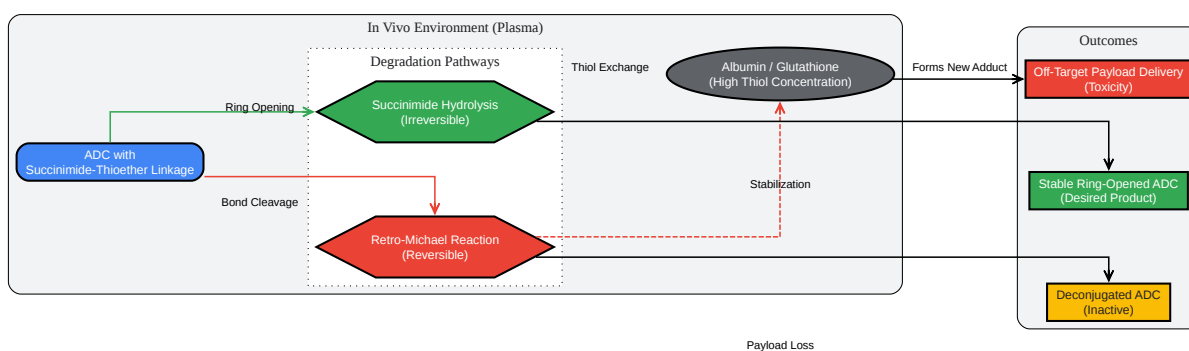 In Vivo Environment (Plasma)
Outcomes
Degradation Pathways
Thiol Exchange
Albumin / Glutathione
(High Thiol Concentration)
Forms New Adduct
Off-Target Payload Delivery
(Toxicity)
Ring Opening
Succinimide Hydrolysis
(Irreversible)
ADC with
Succinimide-Thioether Linkage
Stabilization
Stable Ring-Opened ADC
(Desired Product)
Bond Cleavage
Retro-Michael Reaction
(Reversible)
Deconjugated ADC
(Inactive)
Payload Loss